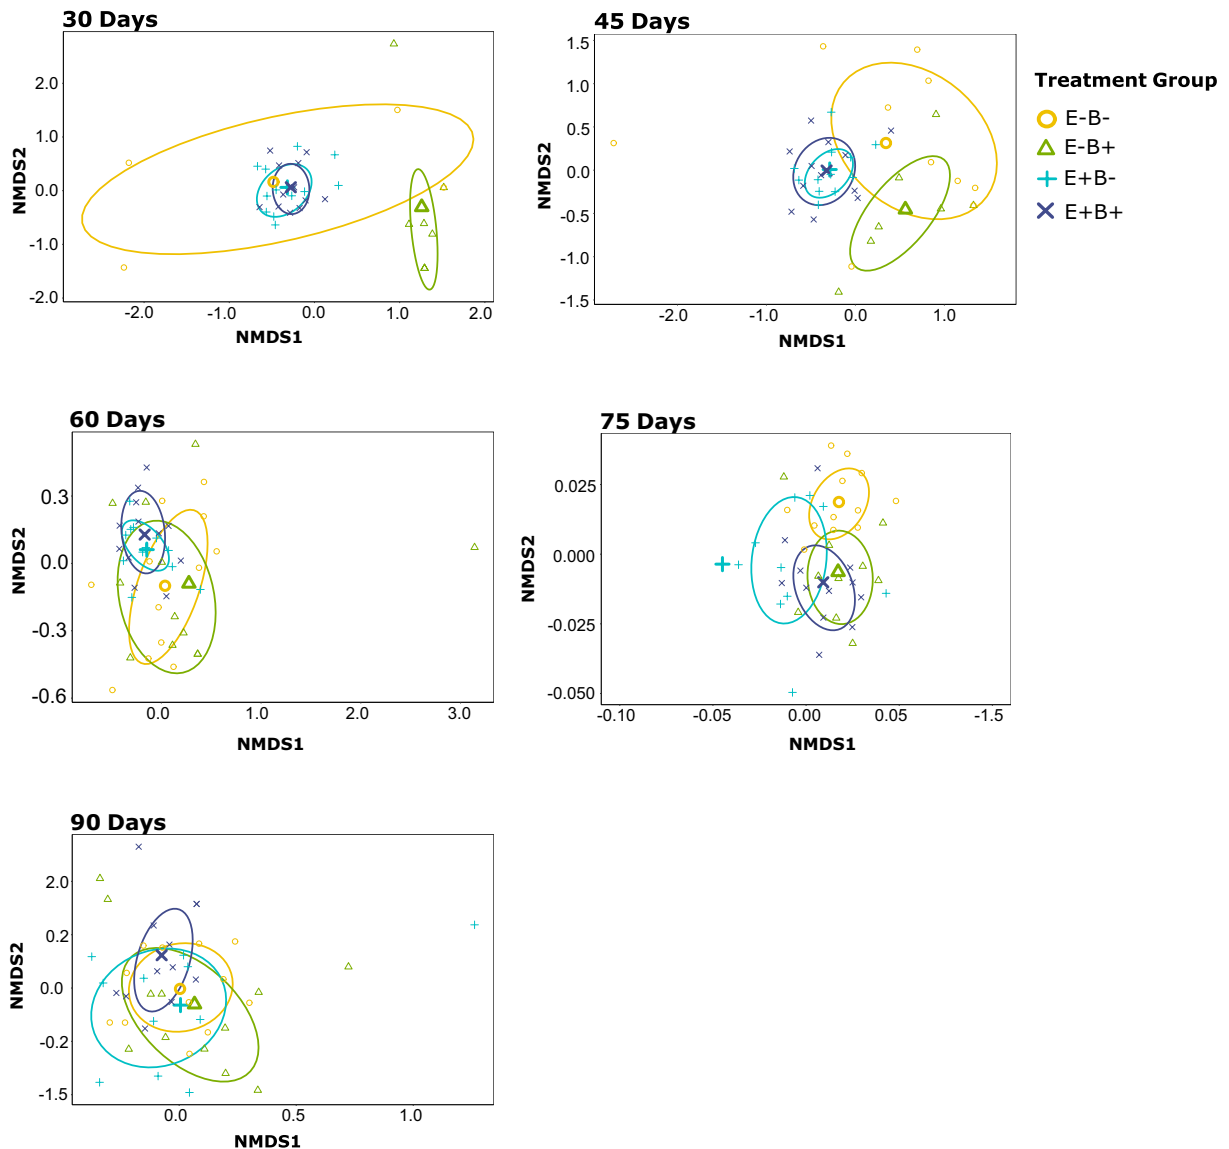 30 Days
45 Days
Treatment Group
E-B-
E-B+
E+B-
E+B+
NMDS2
2.0
1.0
0.0
-1.0
-2.0
-2.0
-1.0
0.0
1.0
2.0
NMDS1
NMDS2
1.5
1.0
0.5
0.0
-0.5
-1.0
-1.5
-2.0
-1.0
0.0
1.0
NMDS1
60 Days
75 Days
NMDS2
0.3
0.0
-0.3
-0.6
0.0
1.0
2.0
3.0
NMDS1
NMDS2
0.025
0.000
-0.025
-0.050
-0.10
-0.05
0.00
0.05
-1.5
NMDS1
90 Days
NMDS2
2.0
0.2
0.0
-0.2
-1.5
0.0
0.5
1.0
NMDS1